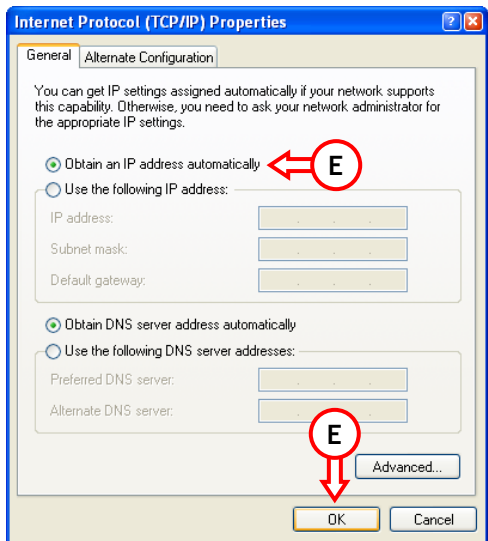 Internet Protocol (TCP/IP) Properties
General Alternate Configuration
You can get IP settings assigned automatically if your network supports
this capability. Otherwise, you need to ask your network administrator for
the appropriate IP settings.
Obtain an IP address automatically E
Use the following IP address:
IP address:
Subnet mask:
Default gateway:
Obtain DNS server address automatically
Use the following DNS server addresses:
Preferred DNS server:
Alternate DNS server:
E
Advanced...
OK Cancel